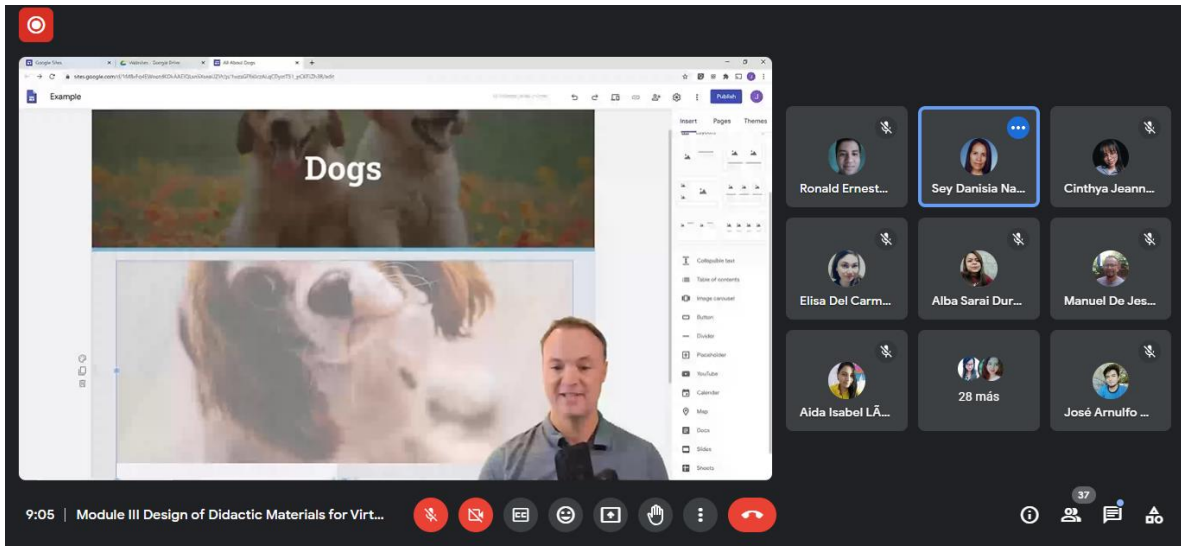 Google Sites
Websites - Google Drive
All About Dogs
Example
Publish
Insert
Pages
Themes
Dogs
Collapsible text
Table of contents
Image carousel
Button
Divider
Placeholder
YouTube
Calendar
Map
Docs
Slides
Sheets
Ronald Ernest...
Sey Danisia Na...
Cinthya Jeann...
Elisa Del Carm...
Alba Sarai Dur...
Manuel De Jes...
Aida Isabel LÃ...
28 más
José Arnulfo ...
9:05 | Module III Design of Didactic Materials for Virt...
CC
37